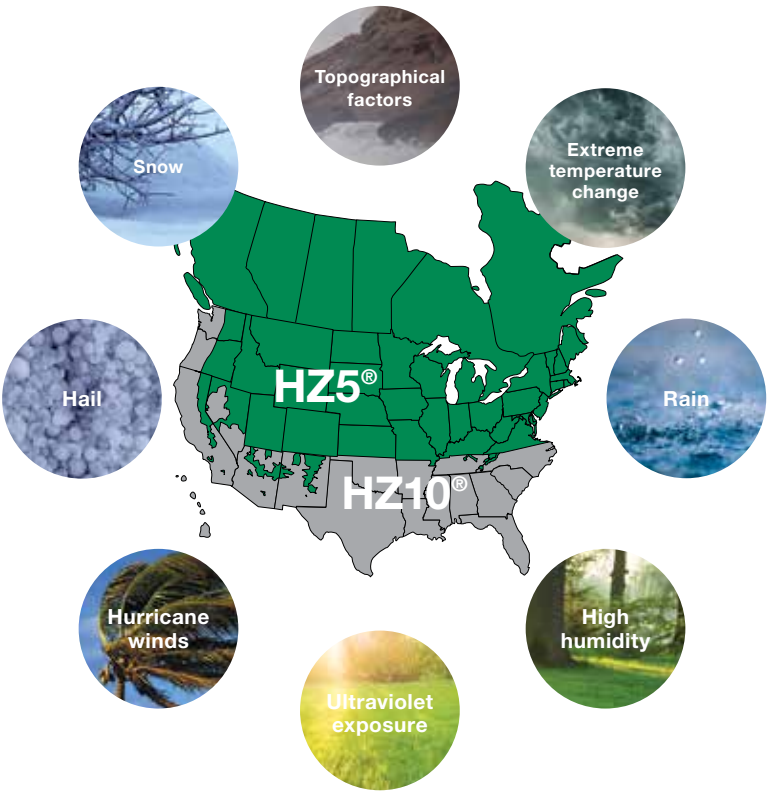 Topographical
factors
Extreme
temperature
change
Snow
HZ5®
Hail
Rain
HZ10®
Hurricane
winds
High
humidity
Ultraviolet
exposure